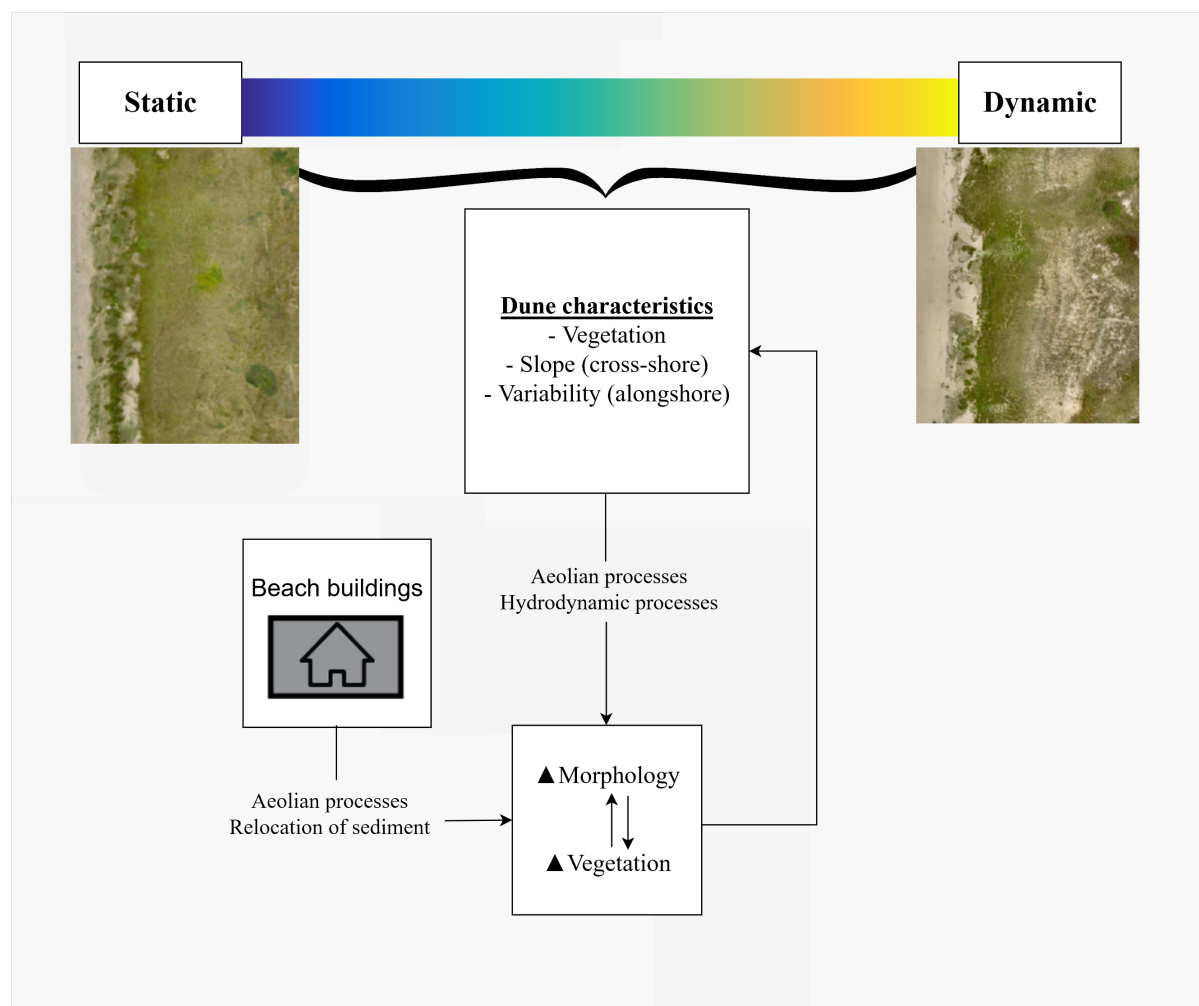 Static
Dynamic
Dune characteristics
- Vegetation
- Slope (cross-shore)
- Variability (alongshore)
Beach buildings
Aeolian processes
Hydrodynamic processes
▲Morphology
▲Vegetation
Aeolian processes
Relocation of sediment